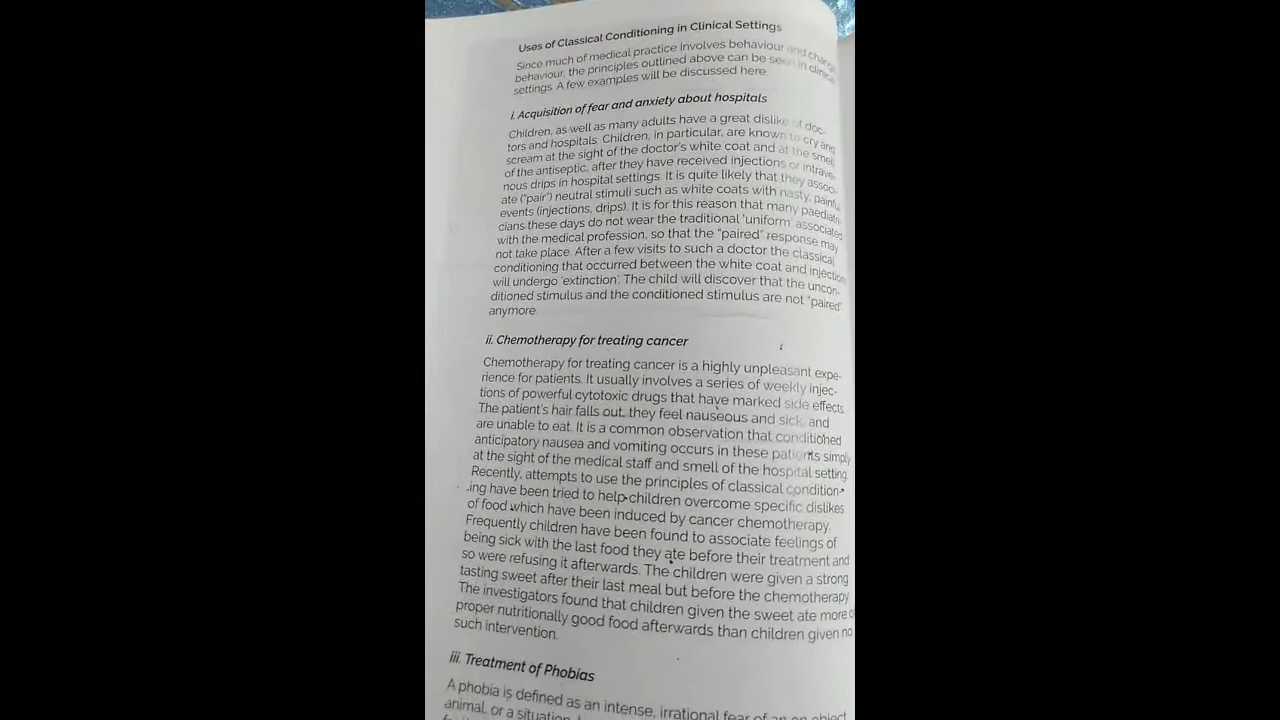 Uses of Classical Conditioning in Clinical Settings
Since much of medical practice involves behaviour and change
behaviour, the principles outlined above can be seen in clinical
settings. A few examples will be discussed here.
i. Acquisition of fear and anxiety about hospitals
Children, as well as many adults have a great dislike of doc-
tors and hospitals. Children, in particular, are known to cry and
scream at the sight of the doctor's white coat and at the smell
of the antiseptic, after they have received injections or intrave-
nous drips in hospital settings. It is quite likely that they associ-
ate ("pair") neutral stimuli such as white coats with nasty, painful
events (injections, drips). It is for this reason that many paediatri-
cians these days do not wear the traditional 'uniform' associated
with the medical profession, so that the "paired" response may
not take place. After a few visits to such a doctor the classical
conditioning that occurred between the white coat and injection
will undergo 'extinction'. The child will discover that the uncon-
ditioned stimulus and the conditioned stimulus are not "paired"
anymore.
ii. Chemotherapy for treating cancer
Chemotherapy for treating cancer is a highly unpleasant expe-
rience for patients. It usually involves a series of weekly injec-
tions of powerful cytotoxic drugs that have marked side effects.
The patient's hair falls out, they feel nauseous and sick, and
are unable to eat. It is a common observation that conditioned
anticipatory nausea and vomiting occurs in these patients simply
at the sight of the medical staff and smell of the hospital setting.
Recently, attempts to use the principles of classical condition-
ing have been tried to help children overcome specific dislikes
of food which have been induced by cancer chemotherapy.
Frequently children have been found to associate feelings of
being sick with the last food they ate before their treatment and
so were refusing it afterwards. The children were given a strong
tasting sweet after their last meal but before the chemotherapy.
The investigators found that children given the sweet ate more of
proper nutritionally good food afterwards than children given no
such intervention.
iii. Treatment of Phobias
A phobia is defined as an intense, irrational fear of an object,
animal, or a situation